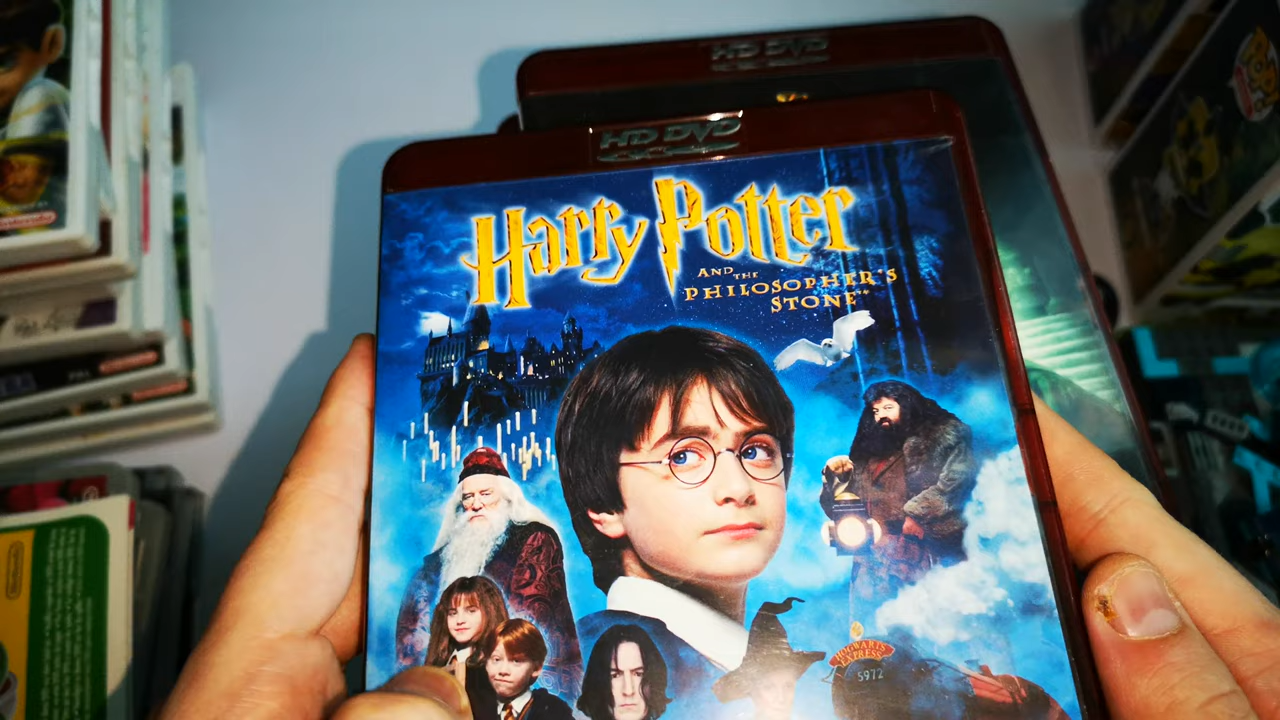 HD DVD
HD DVD
Harry Potter
AND THE
PHILOSOPHER'S
STONE
HOGWARTS
EXPRESS
5972